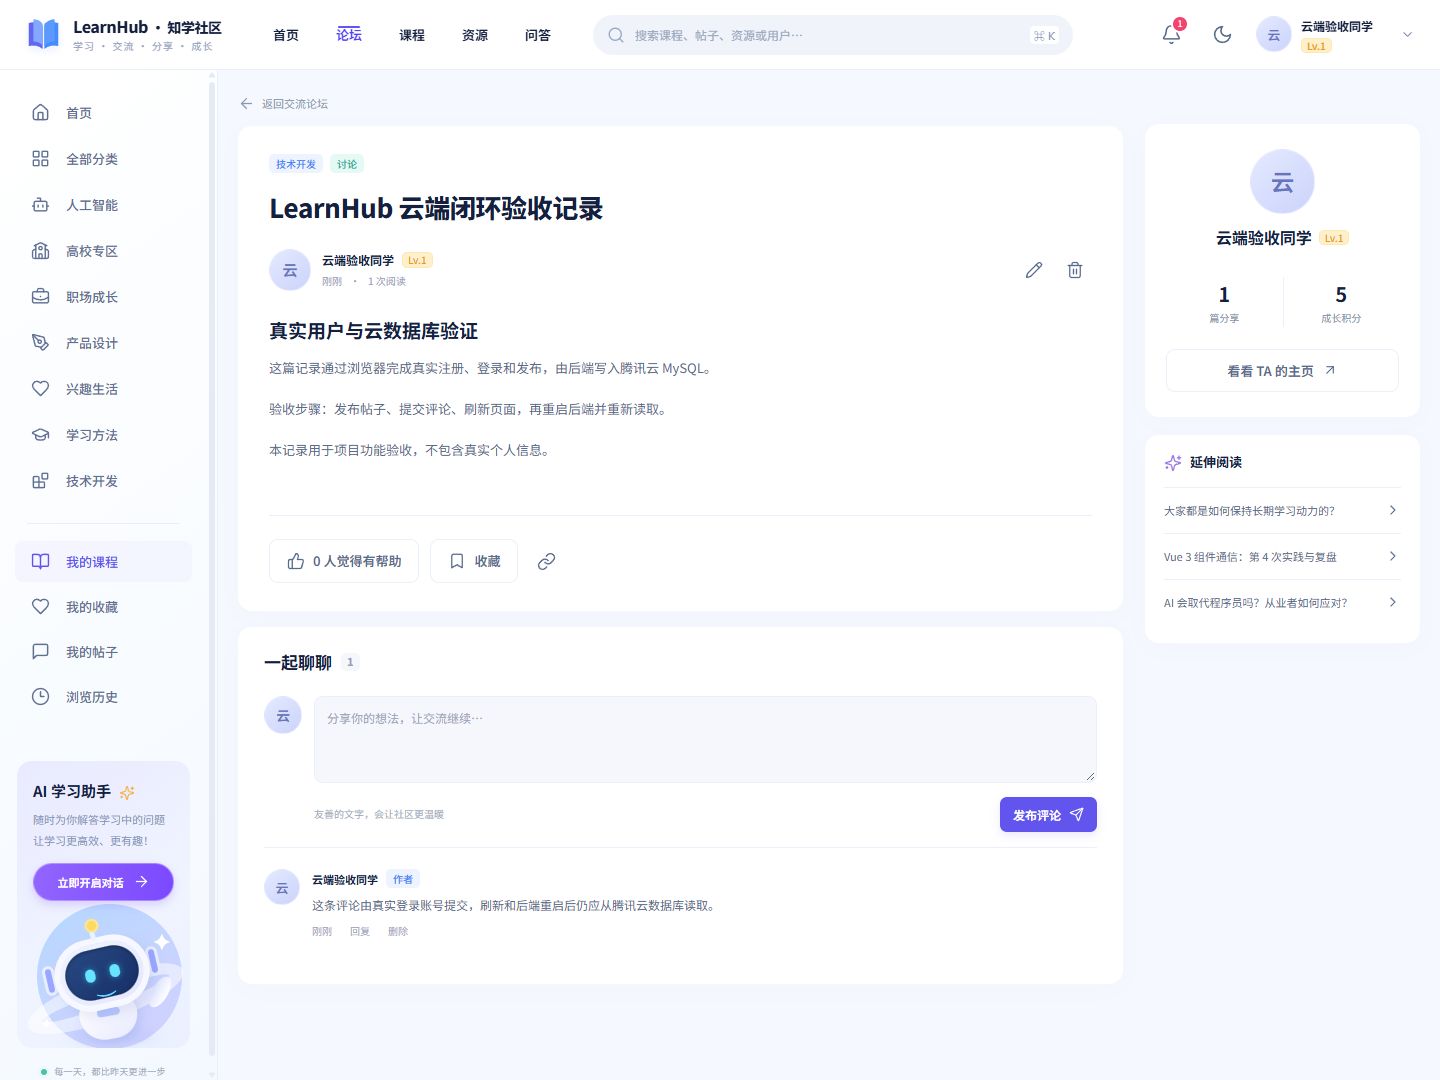 LearnHub · 知学社区
学习 · 交流 · 分享 · 成长
首页
论坛
课程
资源
问答
搜索课程、帖子、资源或用户…
⌘ K
1
云
云端验收同学
Lv.1
首页
全部分类
人工智能
高校专区
职场成长
产品设计
兴趣生活
学习方法
技术开发
我的课程
我的收藏
我的帖子
浏览历史
AI 学习助手
随时为你解答学习中的问题
让学习更高效、更有趣！
立即开启对话
每一天，都比昨天更进一步
返回交流论坛
技术开发
讨论
LearnHub 云端闭环验收记录
云
云端验收同学 Lv.1
刚刚 · 1 次阅读
真实用户与云数据库验证
这篇记录通过浏览器完成真实注册、登录和发布，由后端写入腾讯云 MySQL。
验收步骤：发布帖子、提交评论、刷新页面，再重启后端并重新读取。
本记录用于项目功能验收，不包含真实个人信息。
0 人觉得有帮助
收藏
一起聊聊 1
云
分享你的想法，让交流继续…
友善的文字，会让社区更温暖
发布评论
云
云端验收同学 作者
这条评论由真实登录账号提交，刷新和后端重启后仍应从腾讯云数据库读取。
刚刚 回复 删除
云
云端验收同学 Lv.1
1
篇分享
5
成长积分
看看 TA 的主页
延伸阅读
大家都是如何保持长期学习动力的？
Vue 3 组件通信：第 4 次实践与复盘
AI 会取代程序员吗？从业者如何应对？